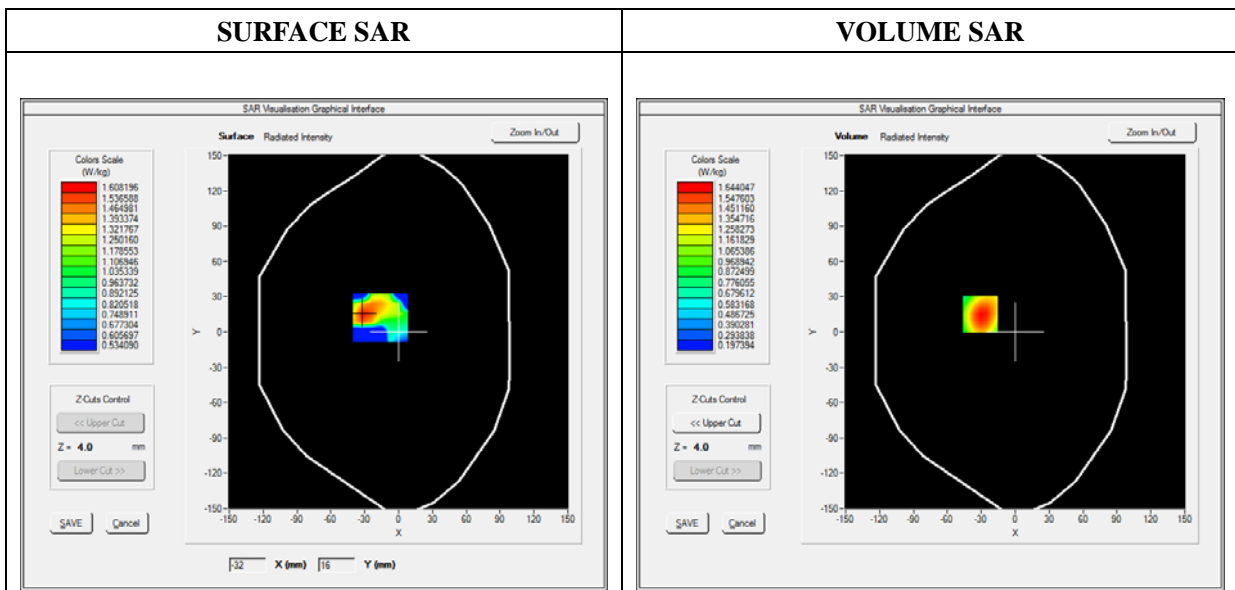 SURFACE SAR
VOLUME SAR
SAR Visualisation Graphical Interface
Surface Radiated Intensity
Zoom In/Out
Colors Scale
(W/kg)
1.608196
1.536588
1.464981
1.393374
1.321767
1.250160
1.178553
1.106946
1.035339
0.963732
0.892125
0.820518
0.748911
0.677304
0.605697
0.534090
Z-Cuts Control
<< Upper Cut
Z = 4.0 mm
Lower Cut >>
SAVE
Cancel
150
120
90
60
30
0
-30
-60
-90
-120
-150
Y
-150 -120 -90 -60 -30 0 30 60 90 120 150
X
-32 X (mm) 16 Y (mm)
SAR Visualisation Graphical Interface
Volume Radiated Intensity
Zoom In/Out
Colors Scale
(W/kg)
1.644047
1.547603
1.451160
1.354716
1.258273
1.161829
1.065386
0.968942
0.872499
0.776055
0.679612
0.583168
0.486725
0.390281
0.293838
0.197394
Z-Cuts Control
<< Upper Cut
Z = 4.0 mm
Lower Cut >>
SAVE
Cancel
150
120
90
60
30
0
-30
-60
-90
-120
-150
Y
-150 -120 -90 -60 -30 0 30 60 90 120 150
X